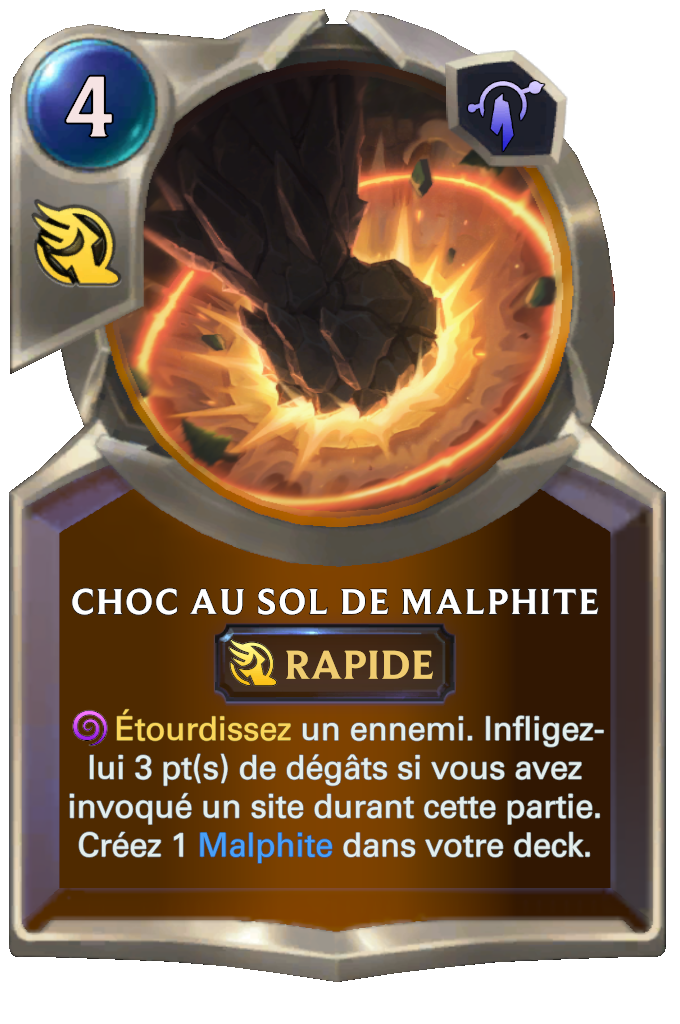 4
CHOC AU SOL DE MALPHITE
RAPIDE
Étourdissez un ennemi. Infligez-
lui 3 pt(s) de dégâts si vous avez
invoqué un site durant cette partie.
Créez 1 Malphite dans votre deck.